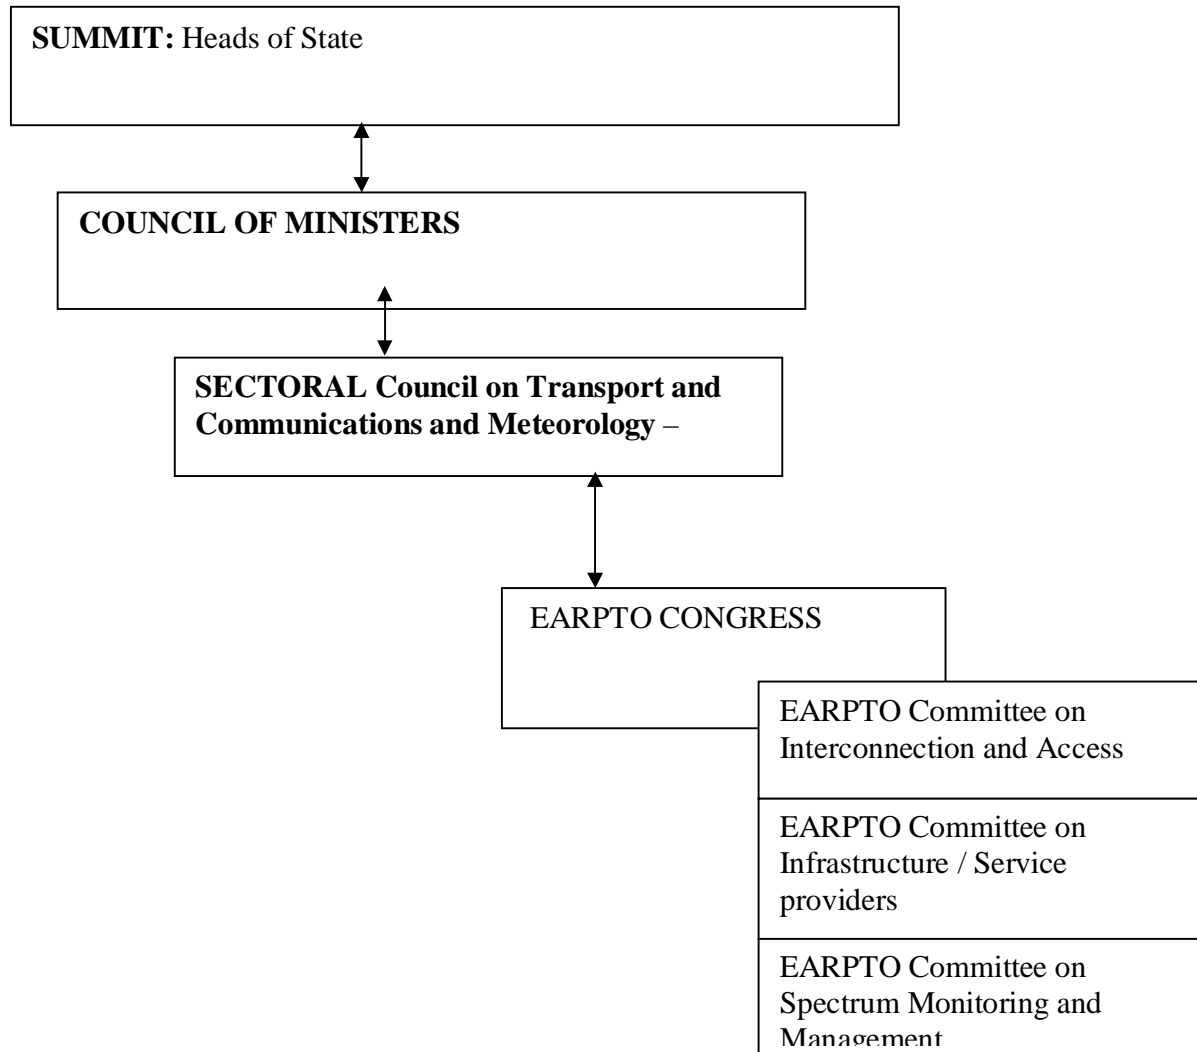 SUMMIT: Heads of State
COUNCIL OF MINISTERS
SECTORAL Council on Transport and
Communications and Meteorology –
EARPTO CONGRESS
EARPTO Committee on
Interconnection and Access
EARPTO Committee on
Infrastructure / Service
providers
EARPTO Committee on
Spectrum Monitoring and
Management